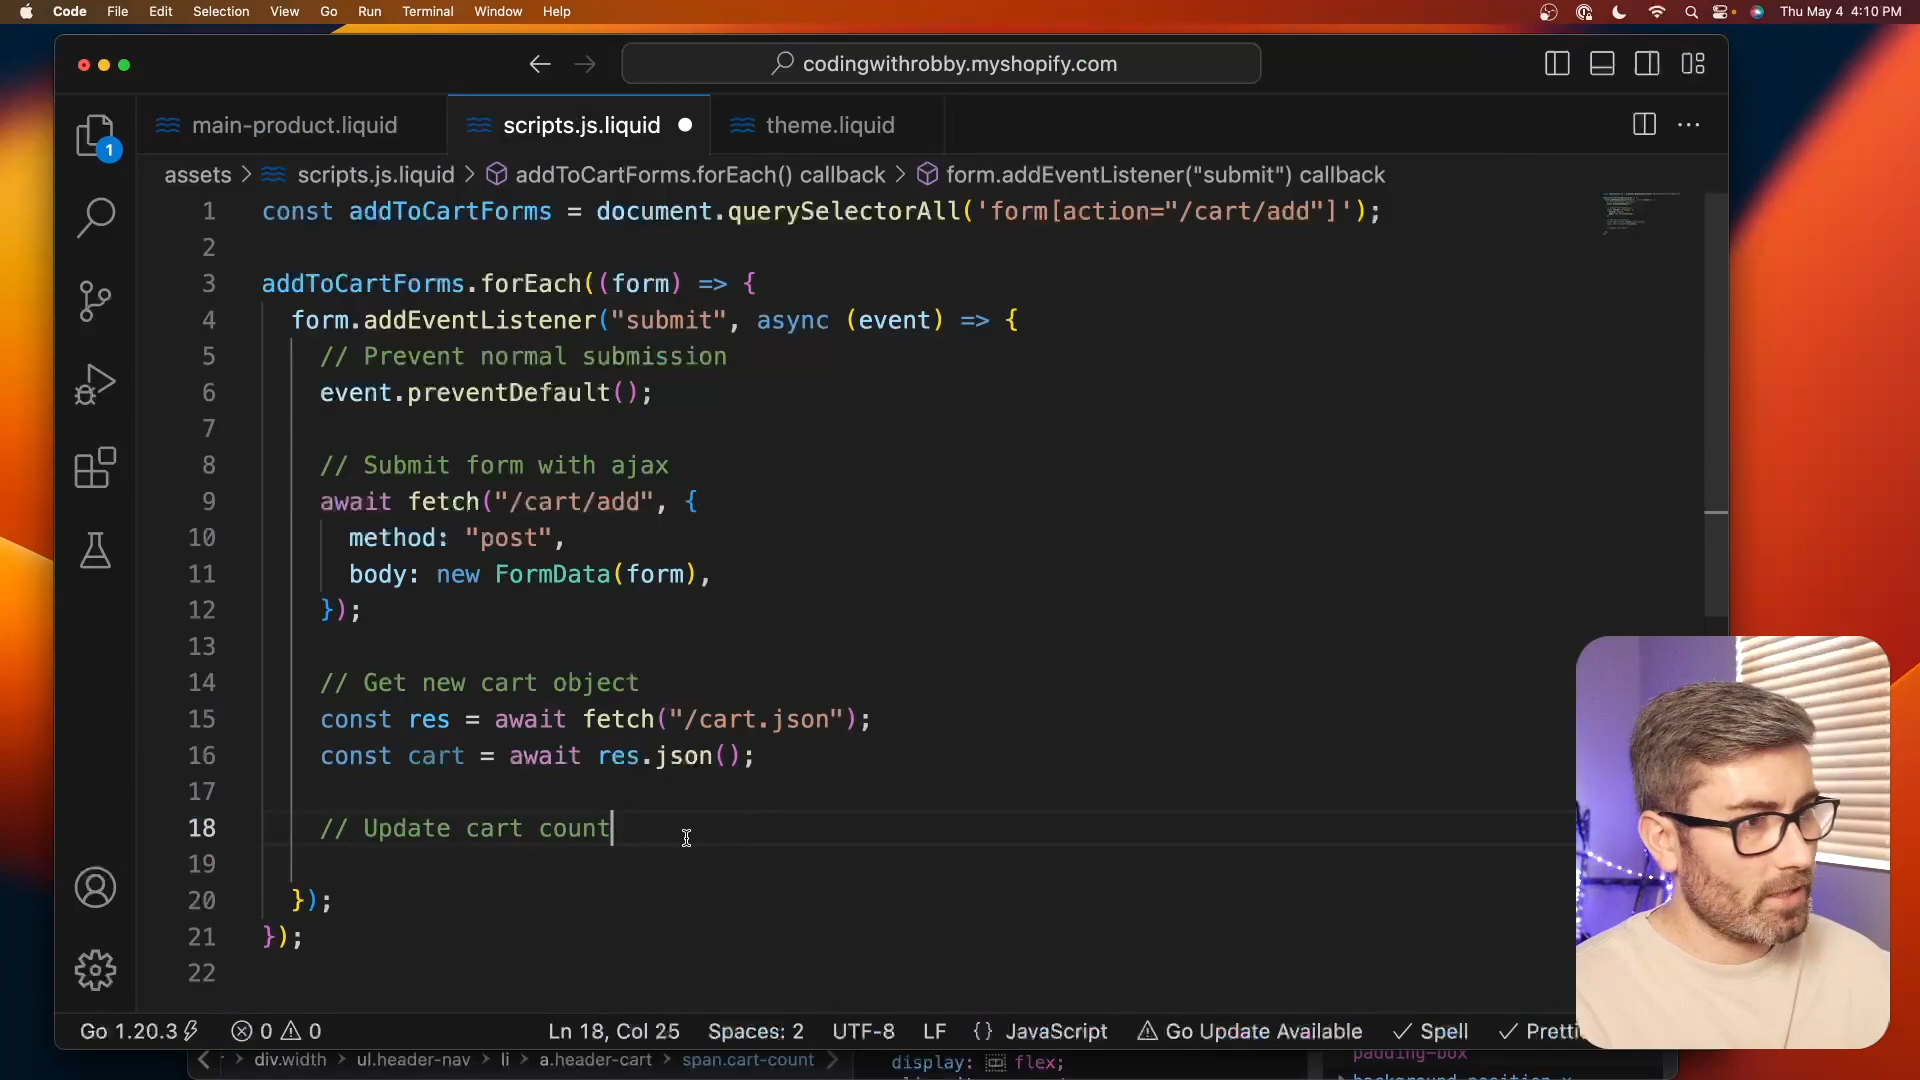 Code File Edit Selection View Go Run Terminal Window Help Thu May 4 4:10 PM
codingwithrobby.myshopify.com
1
main-product.liquid scripts.js.liquid theme.liquid
assets > scripts.js.liquid > addToCartForms.forEach() callback > form.addEventListener("submit") callback
1 const addToCartForms = document.querySelectorAll('form[action="/cart/add"]');
2
3 addToCartForms.forEach((form) => {
4 form.addEventListener("submit", async (event) => {
5 // Prevent normal submission
6 event.preventDefault();
7
8 // Submit form with ajax
9 await fetch("/cart/add", {
10 method: "post",
11 body: new FormData(form),
12 });
13
14 // Get new cart object
15 const res = await fetch("/cart.json");
16 const cart = await res.json();
17
18 // Update cart count
19
20 });
21 });
22
Go 1.20.3 0 0 Ln 18, Col 25 Spaces: 2 UTF-8 LF {} JavaScript Go Update Available Spell Pretti
div.width > ul.header-nav > li > a.header-cart > span.cart-count
display: flex;
padding-box